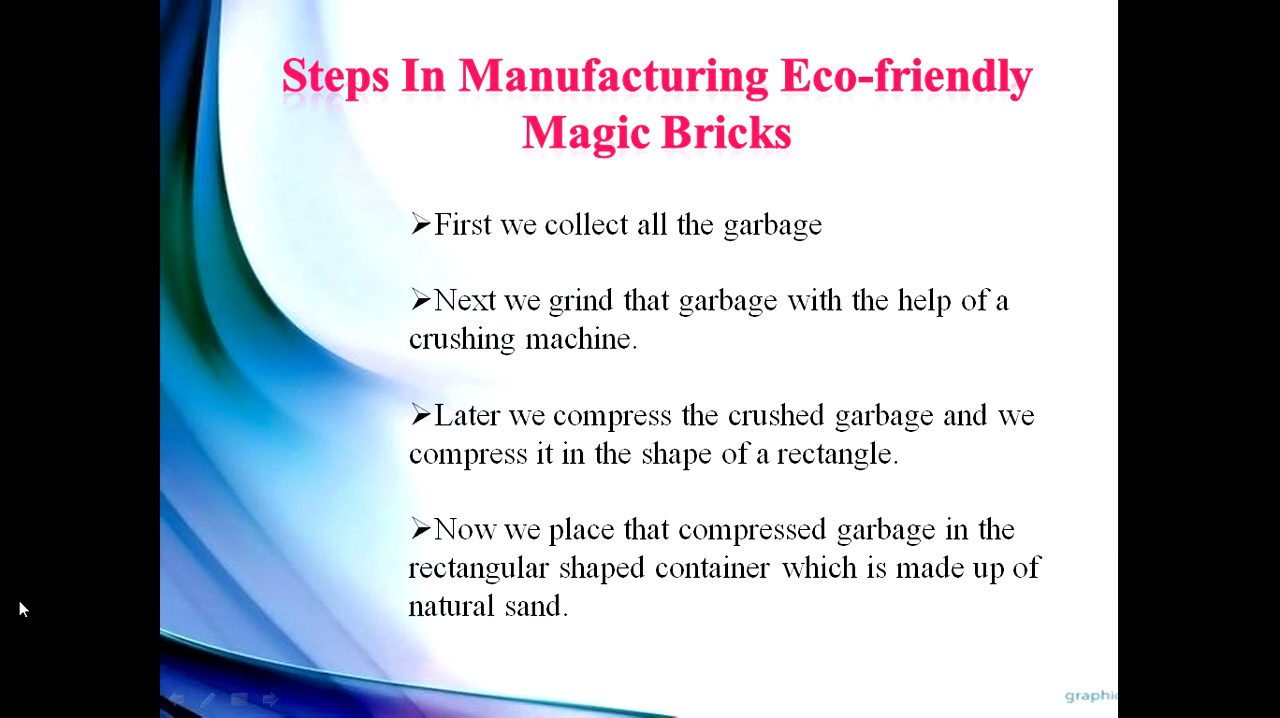 Steps In Manufacturing Eco-friendly
Magic Bricks
➢First we collect all the garbage
➢Next we grind that garbage with the help of a
crushing machine.
➢Later we compress the crushed garbage and we
compress it in the shape of a rectangle.
➢Now we place that compressed garbage in the
rectangular shaped container which is made up of
natural sand.
graphic